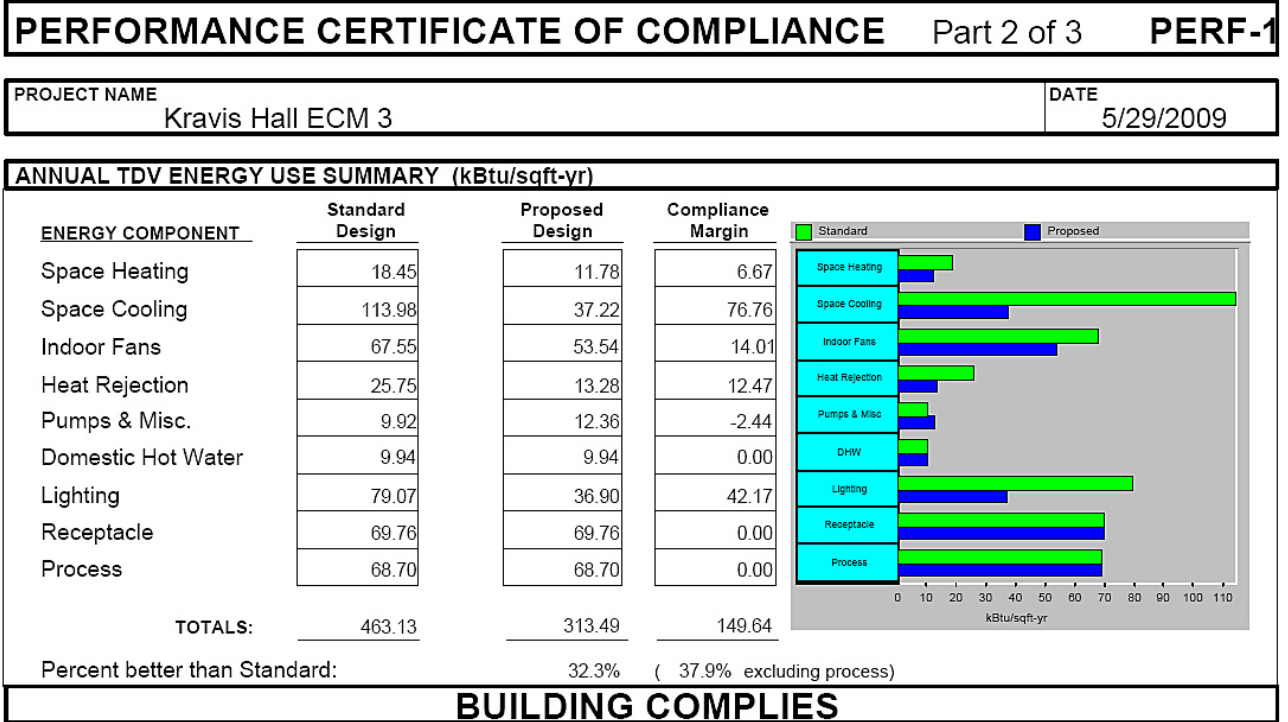 PERFORMANCE CERTIFICATE OF COMPLIANCE Part 2 of 3 PERF-1
PROJECT NAME DATE
Kravis Hall ECM 3 5/29/2009
ANNUAL TDV ENERGY USE SUMMARY (kBtu/sqft-yr)
Standard Proposed Compliance
ENERGY COMPONENT Design Design Margin
Space Heating 18.45 11.78 6.67
Space Cooling 113.98 37.22 76.76
Indoor Fans 67.55 53.54 14.01
Heat Rejection 25.75 13.28 12.47
Pumps & Misc. 9.92 12.36 -2.44
Domestic Hot Water 9.94 9.94 0.00
Lighting 79.07 36.90 42.17
Receptacle 69.76 69.76 0.00
Process 68.70 68.70 0.00
TOTALS: 463.13 313.49 149.64
Percent better than Standard: 32.3% ( 37.9% excluding process)
Standard Proposed
Space Heating
Space Cooling
Indoor Fans
Heat Rejection
Pumps & Misc
DHW
Lighting
Receptacle
Process
0 10 20 30 40 50 60 70 80 90 100 110
kBtu/sqft-yr
BUILDING COMPLIES